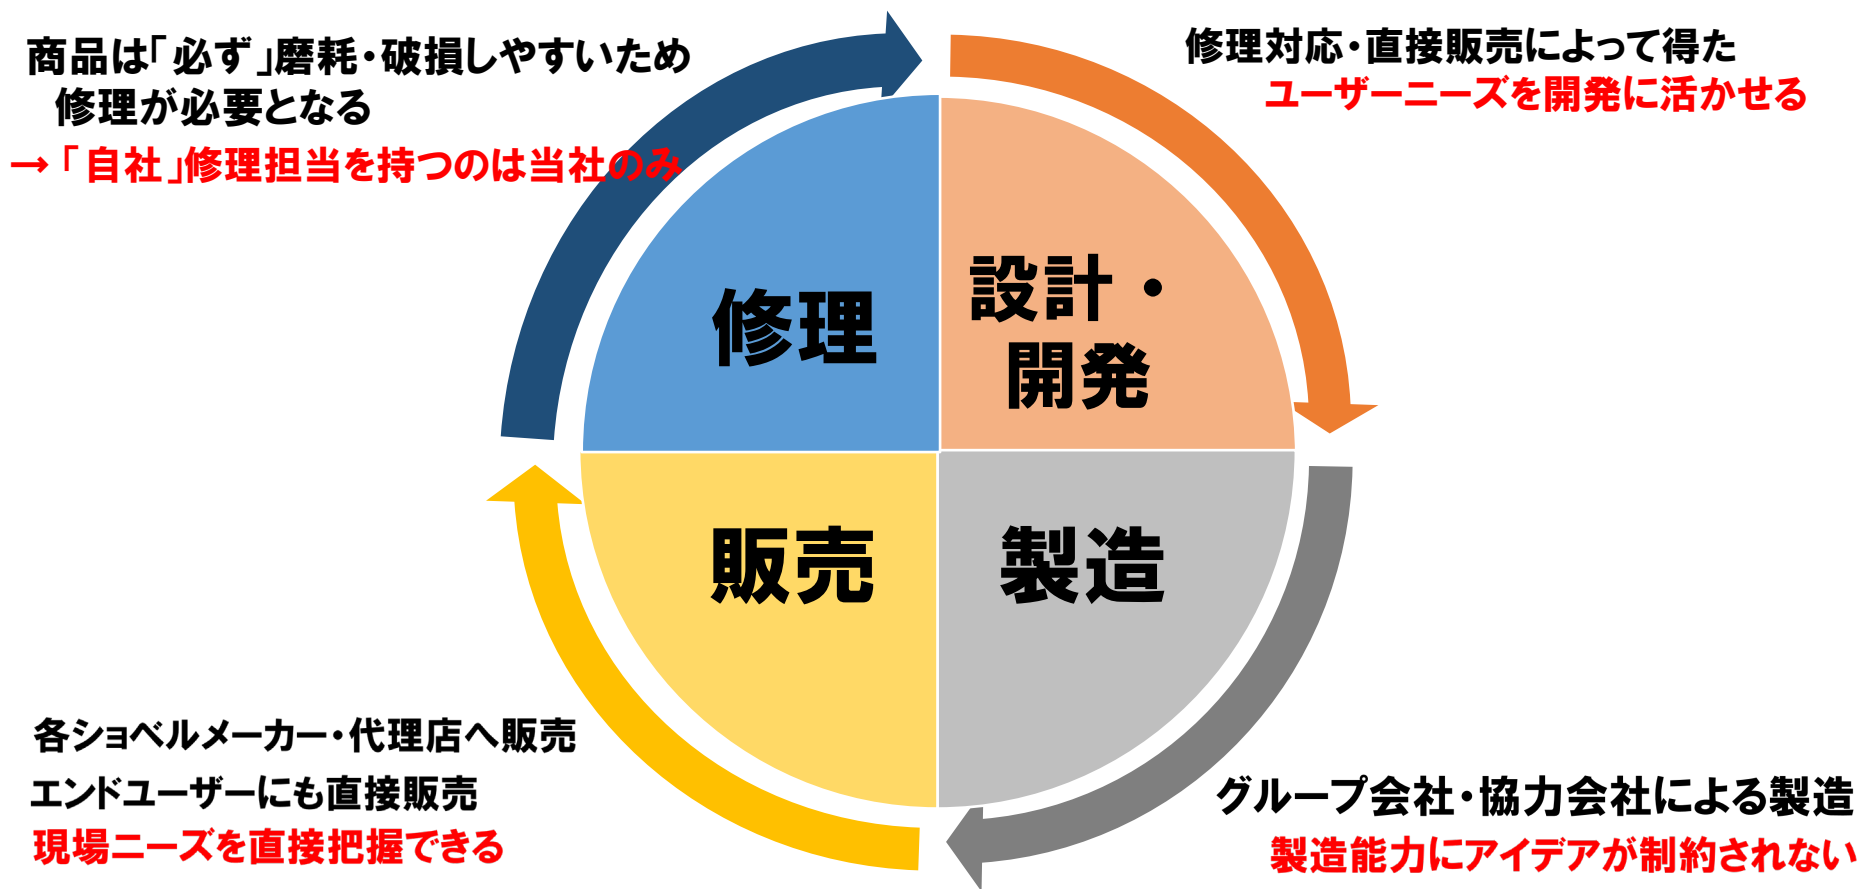 商品は「必ず」磨耗・破損しやすいため
修理が必要となる
→「自社」修理担当を持つのは当社のみ
修理対応・直接販売によって得た
ユーザーニーズを開発に活かせる
修理
設計・
開発
販売
製造
各ショベルメーカー・代理店へ販売
エンドユーザーにも直接販売
現場ニーズを直接把握できる
グループ会社・協力会社による製造
製造能力にアイデアが制約されない